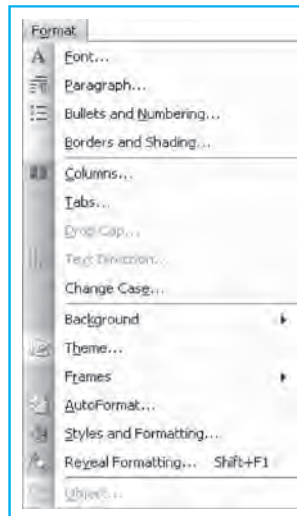 Format
Font...
Paragraph...
Bullets and Numbering...
Borders and Shading...
Columns...
Tabs...
Drop Cap...
Text Direction...
Change Case...
Background
Theme...
Frames
AutoFormat...
Styles and Formatting...
Reveal Formatting... Shift+F1
Object...